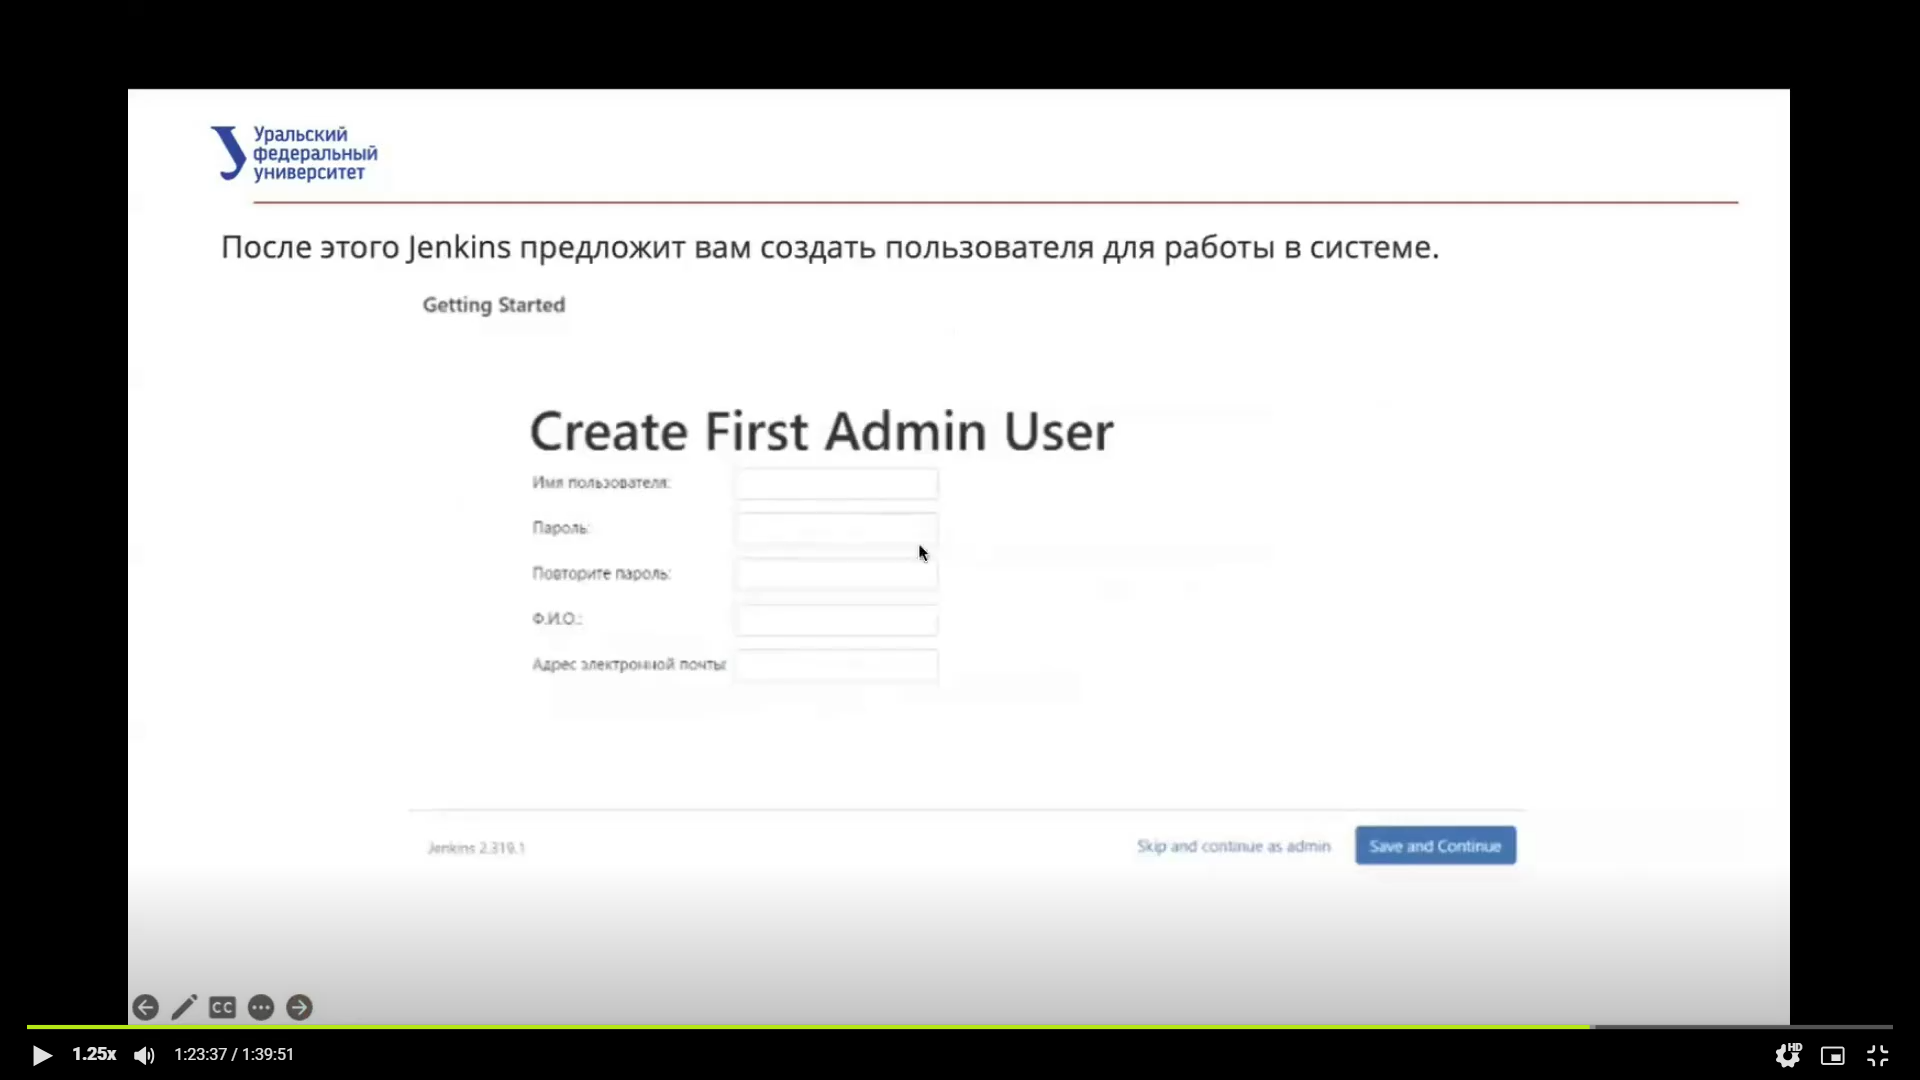 Уральский
федеральный
университет
После этого Jenkins предложит вам создать пользователя для работы в системе.
Getting Started
Create First Admin User
Имя пользователя:
Пароль:
Повторите пароль:
Ф.И.О.:
Адрес электронной почты:
Jenkins 2.319.1
Skip and continue as admin
Save and Continue
CC
1.25x
1:23:37 / 1:39:51
HD